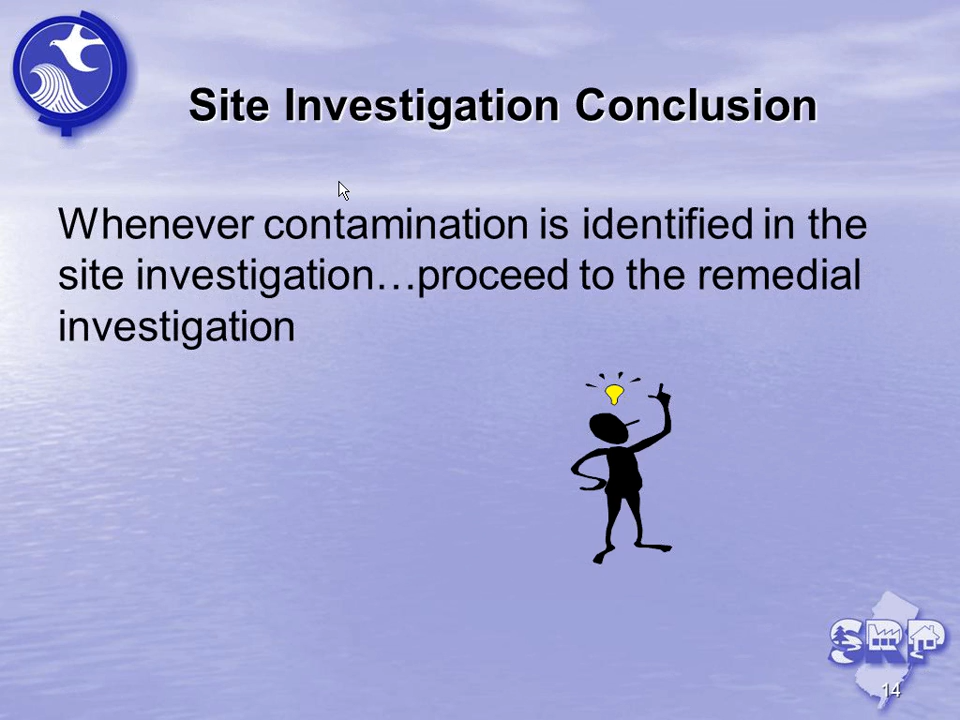 Site Investigation Conclusion
Whenever contamination is identified in the
site investigation…proceed to the remedial
investigation
SRP
14